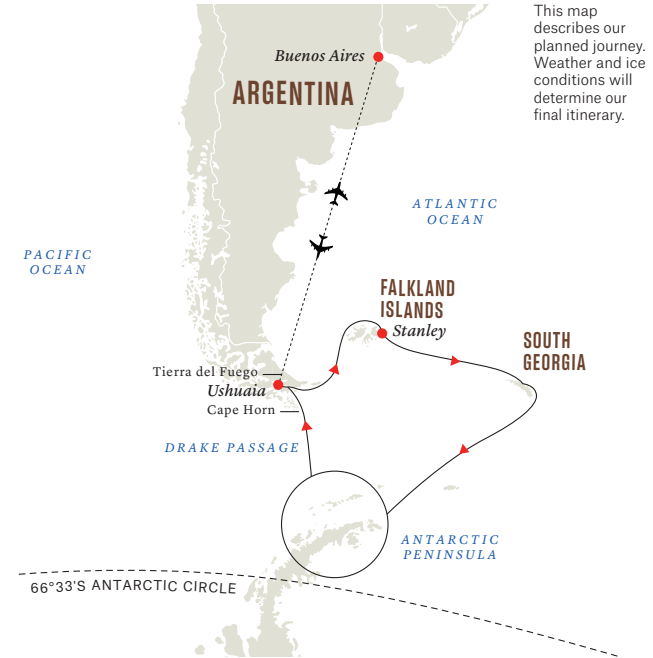 This map
describes our
planned journey.
Weather and ice
conditions will
determine our
final itinerary.
Buenos Aires
ARGENTINA
ATLANTIC
OCEAN
PACIFIC
OCEAN
FALKLAND
ISLANDS
Stanley
SOUTH
GEORGIA
Tierra del Fuego
Ushuaia
Cape Horn
DRAKE PASSAGE
ANTARCTIC
PENINSULA
66°33'S ANTARCTIC CIRCLE